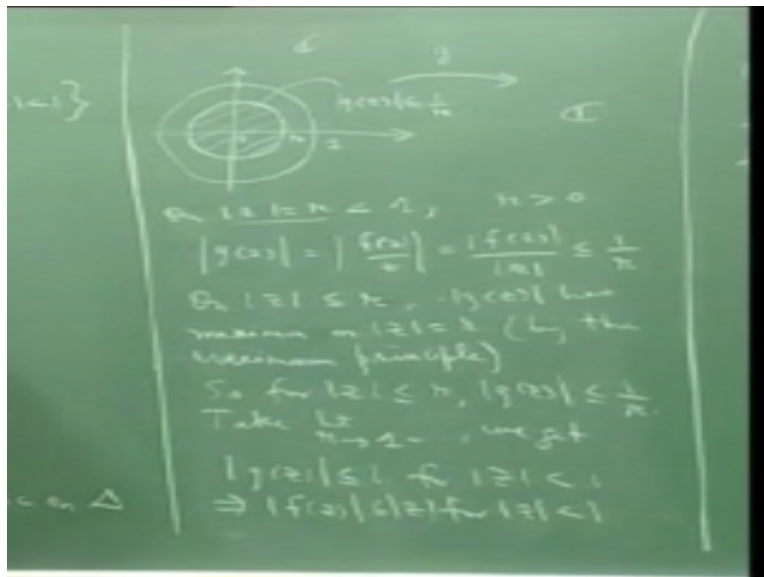 g
|z|<1}
|g(z)| ≤ 1/r
r
1
On |z| = r < 1, r > 0
|g(z)| = |f(z)/z| = |f(z)|/|z| ≤ 1/r
On |z| ≤ r, |g(z)| has
maximum on |z| = r (by the
maximum principle)
So for |z| ≤ r, |g(z)| ≤ 1/r.
Take Lt r→1-, we get
|g(z)| ≤ 1 for |z| < 1
⇒ |f(z)| ≤ |z| for |z| < 1
on Δ